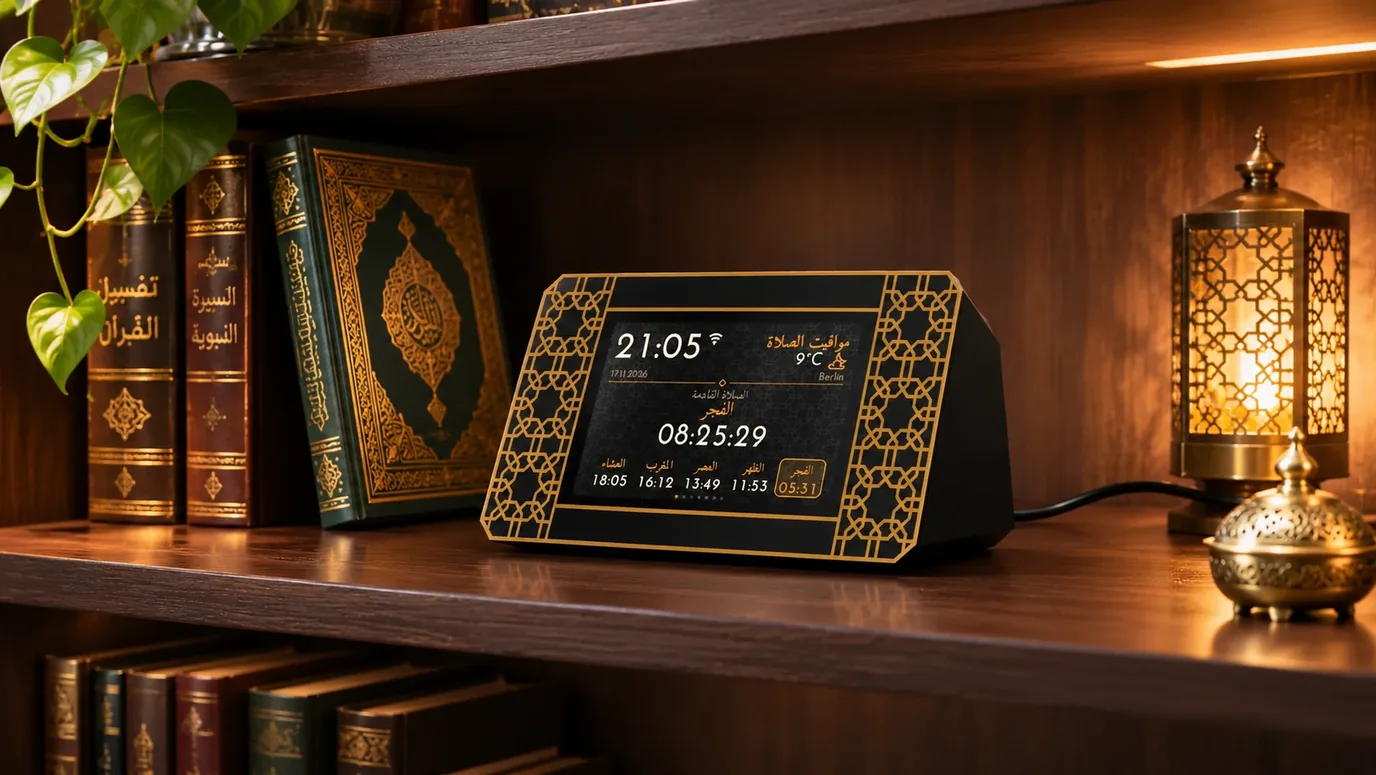 تفسيل
القرآن
السيرة
النبوية
21:05
17.11.2026
مواقيت الصلاة
9°C
Berlin
الصلاة القادمة
الفجر
08:25:29
العشاء المغرب العصر الظهر الفجر
18:05 16:12 13:49 11:53 05:31